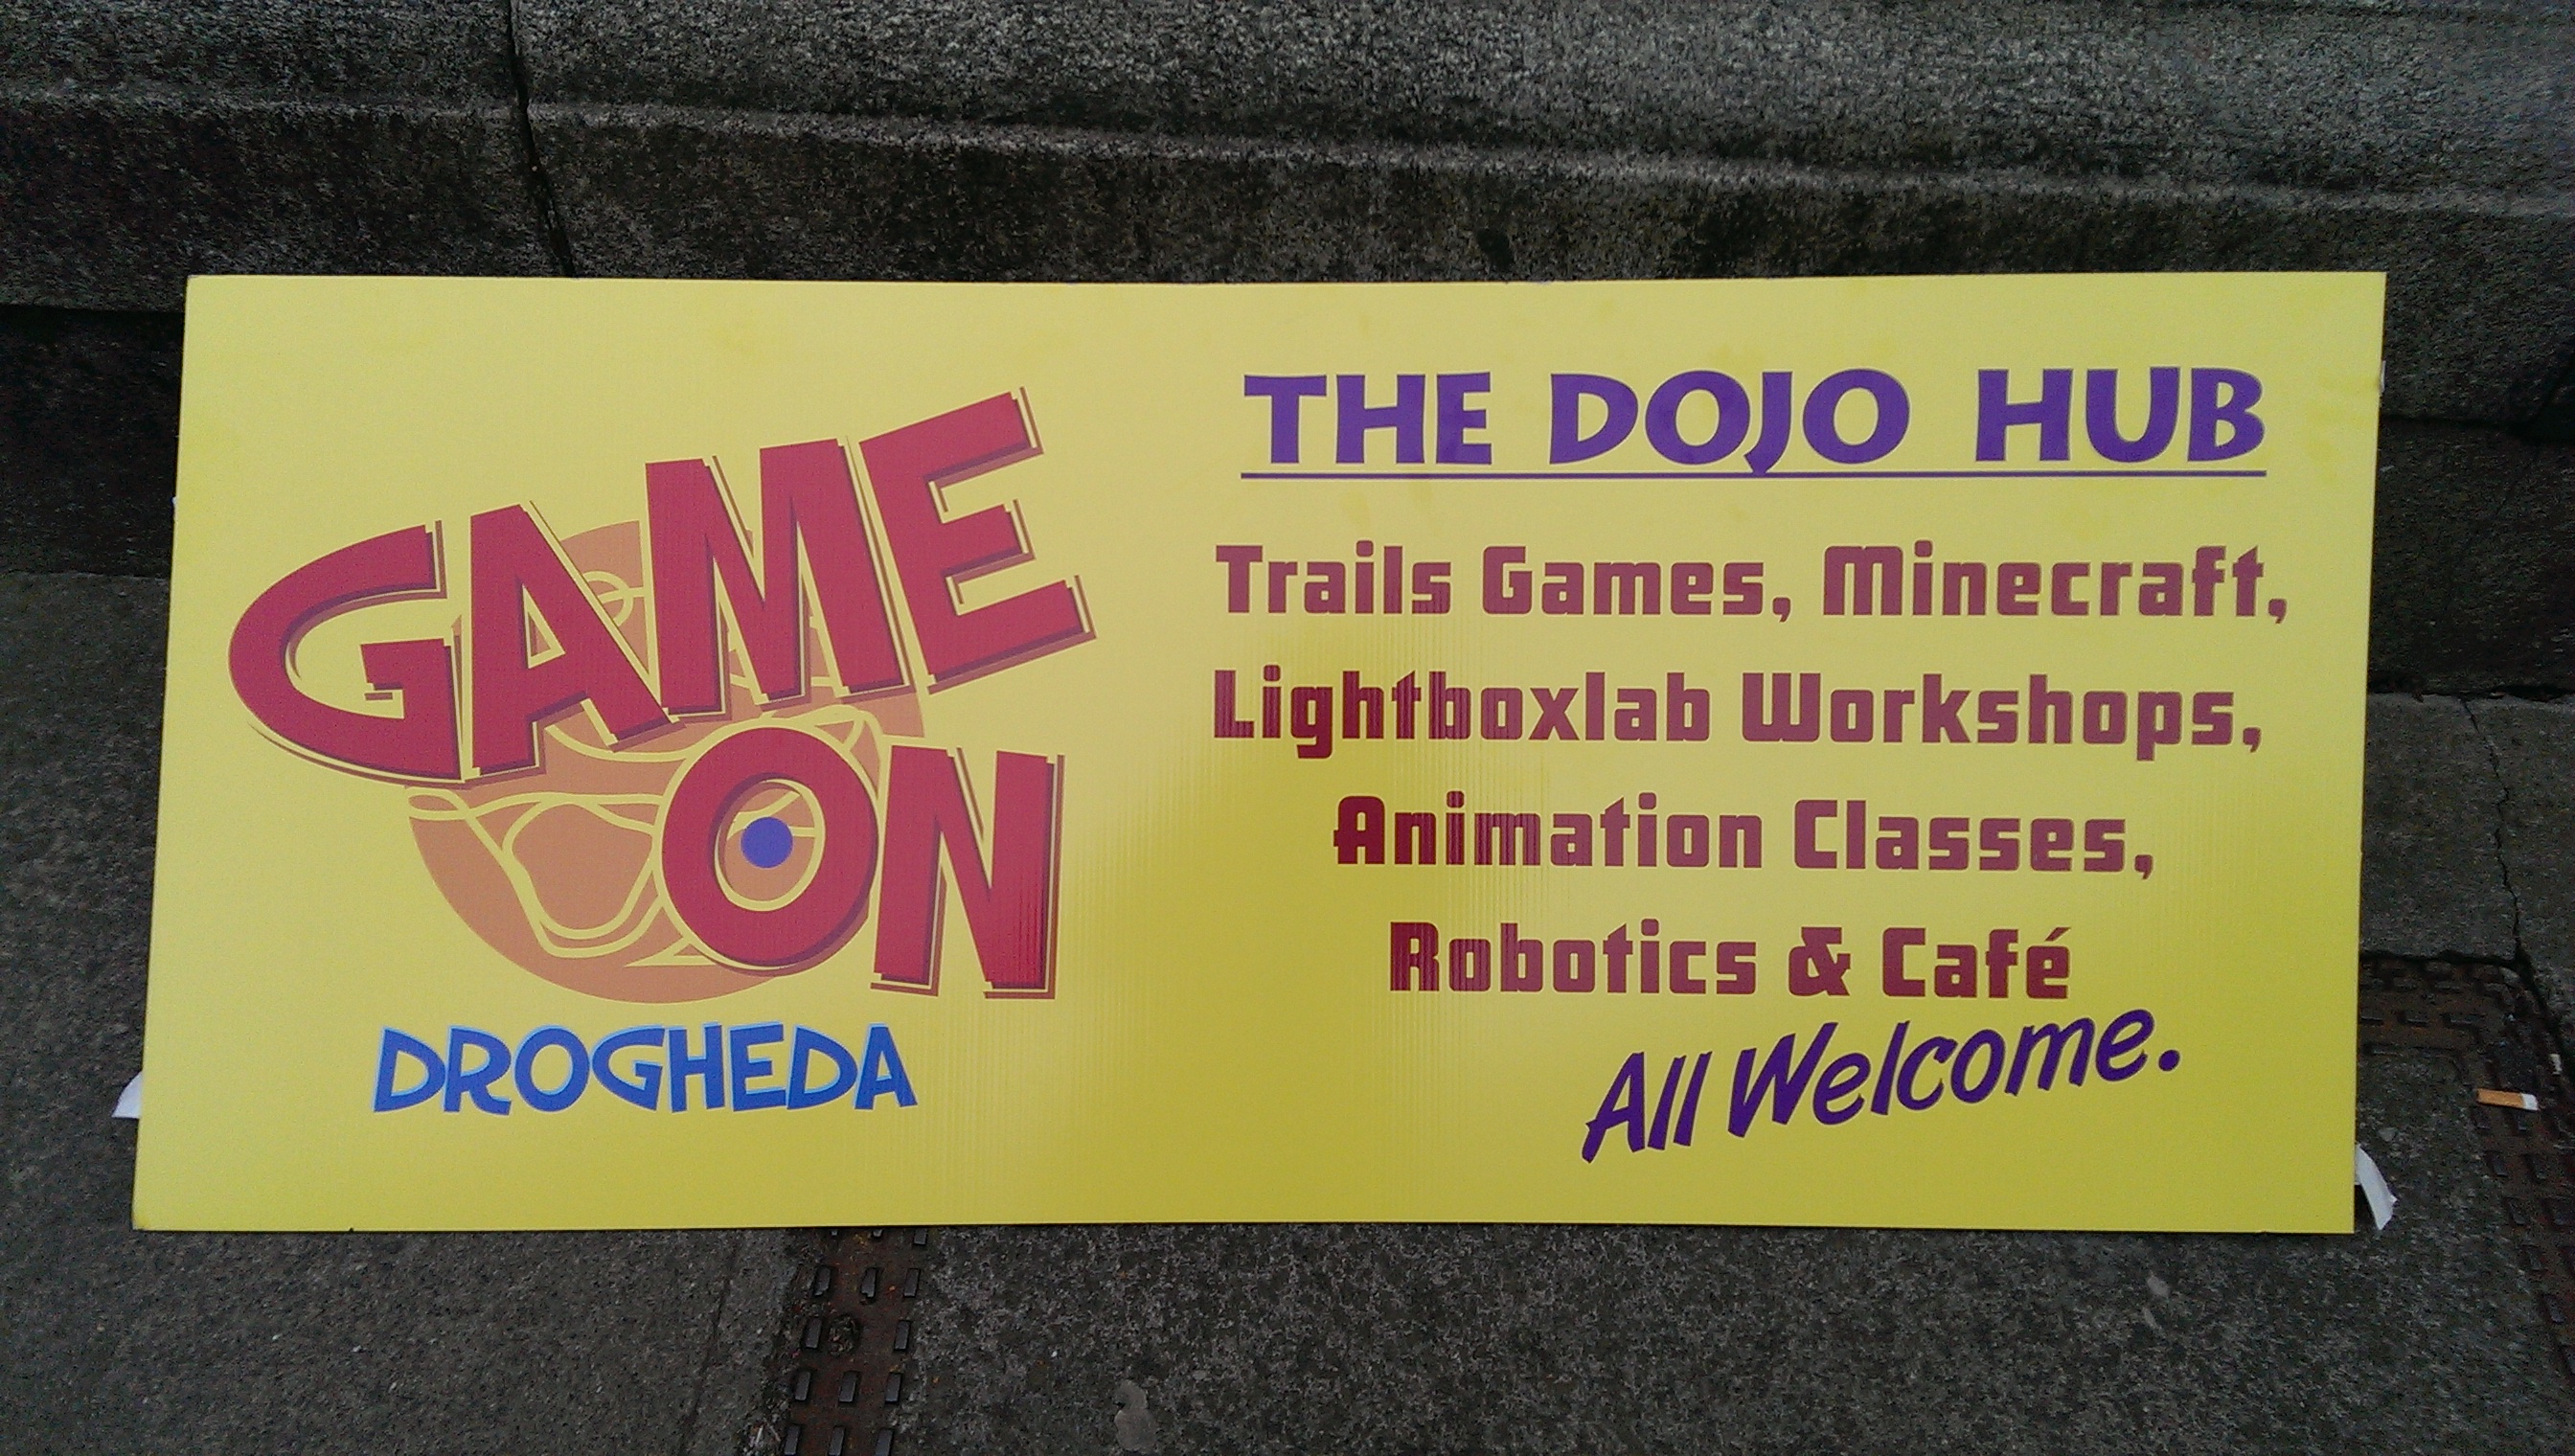 GAME
ON
DROGHEDA
THE DOJO HUB
Trails Games, Minecraft,
Lightboxlab Workshops,
Animation Classes,
Robotics & Café
All Welcome.